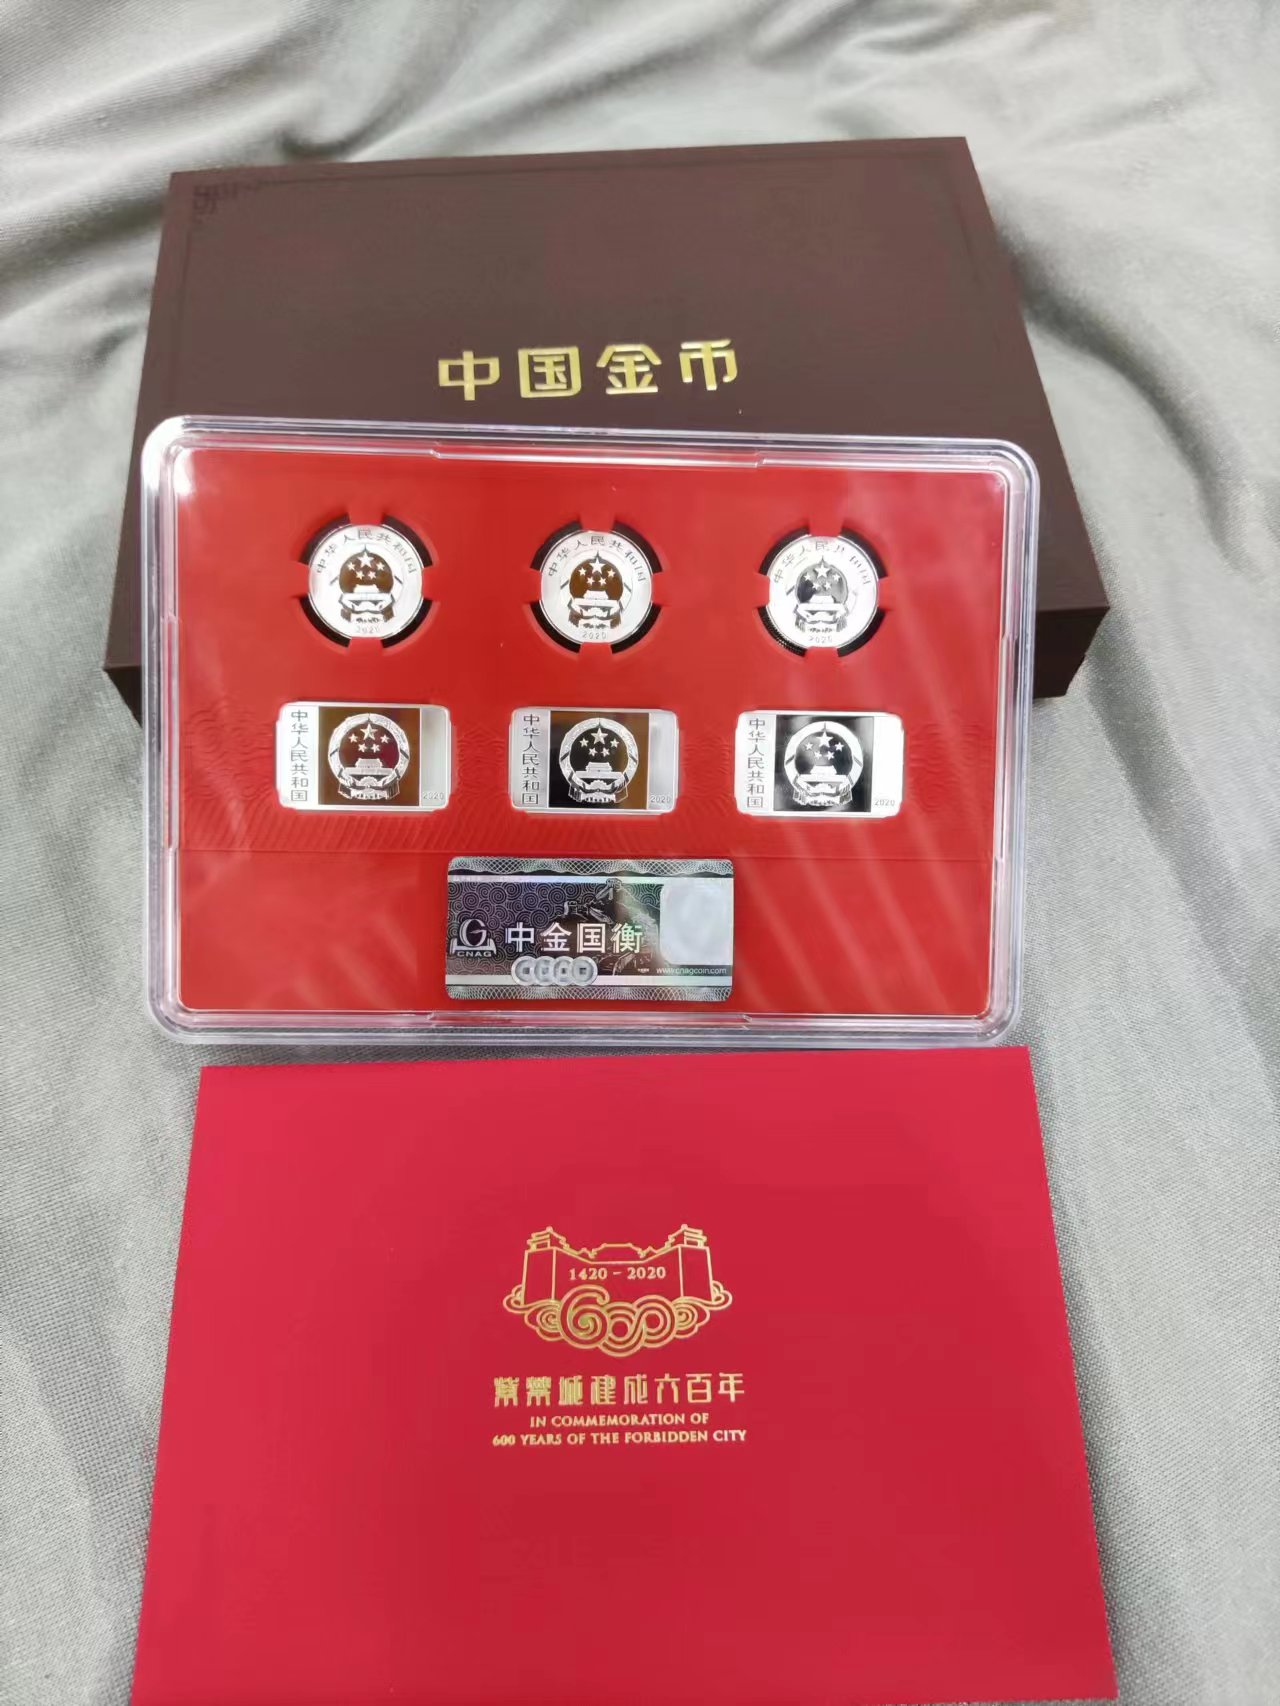 中国金币
中华人民共和国
2020
中华人民共和国
2020
中华人民共和国
2020
中华人民共和国
2020
中华人民共和国
2020
中华人民共和国
2020
CNAG
中金国衡
www.cnagcoin.com
1420-2020
600
紫禁城建成六百年
IN COMMEMORATION OF
600 YEARS OF THE FORBIDDEN CITY